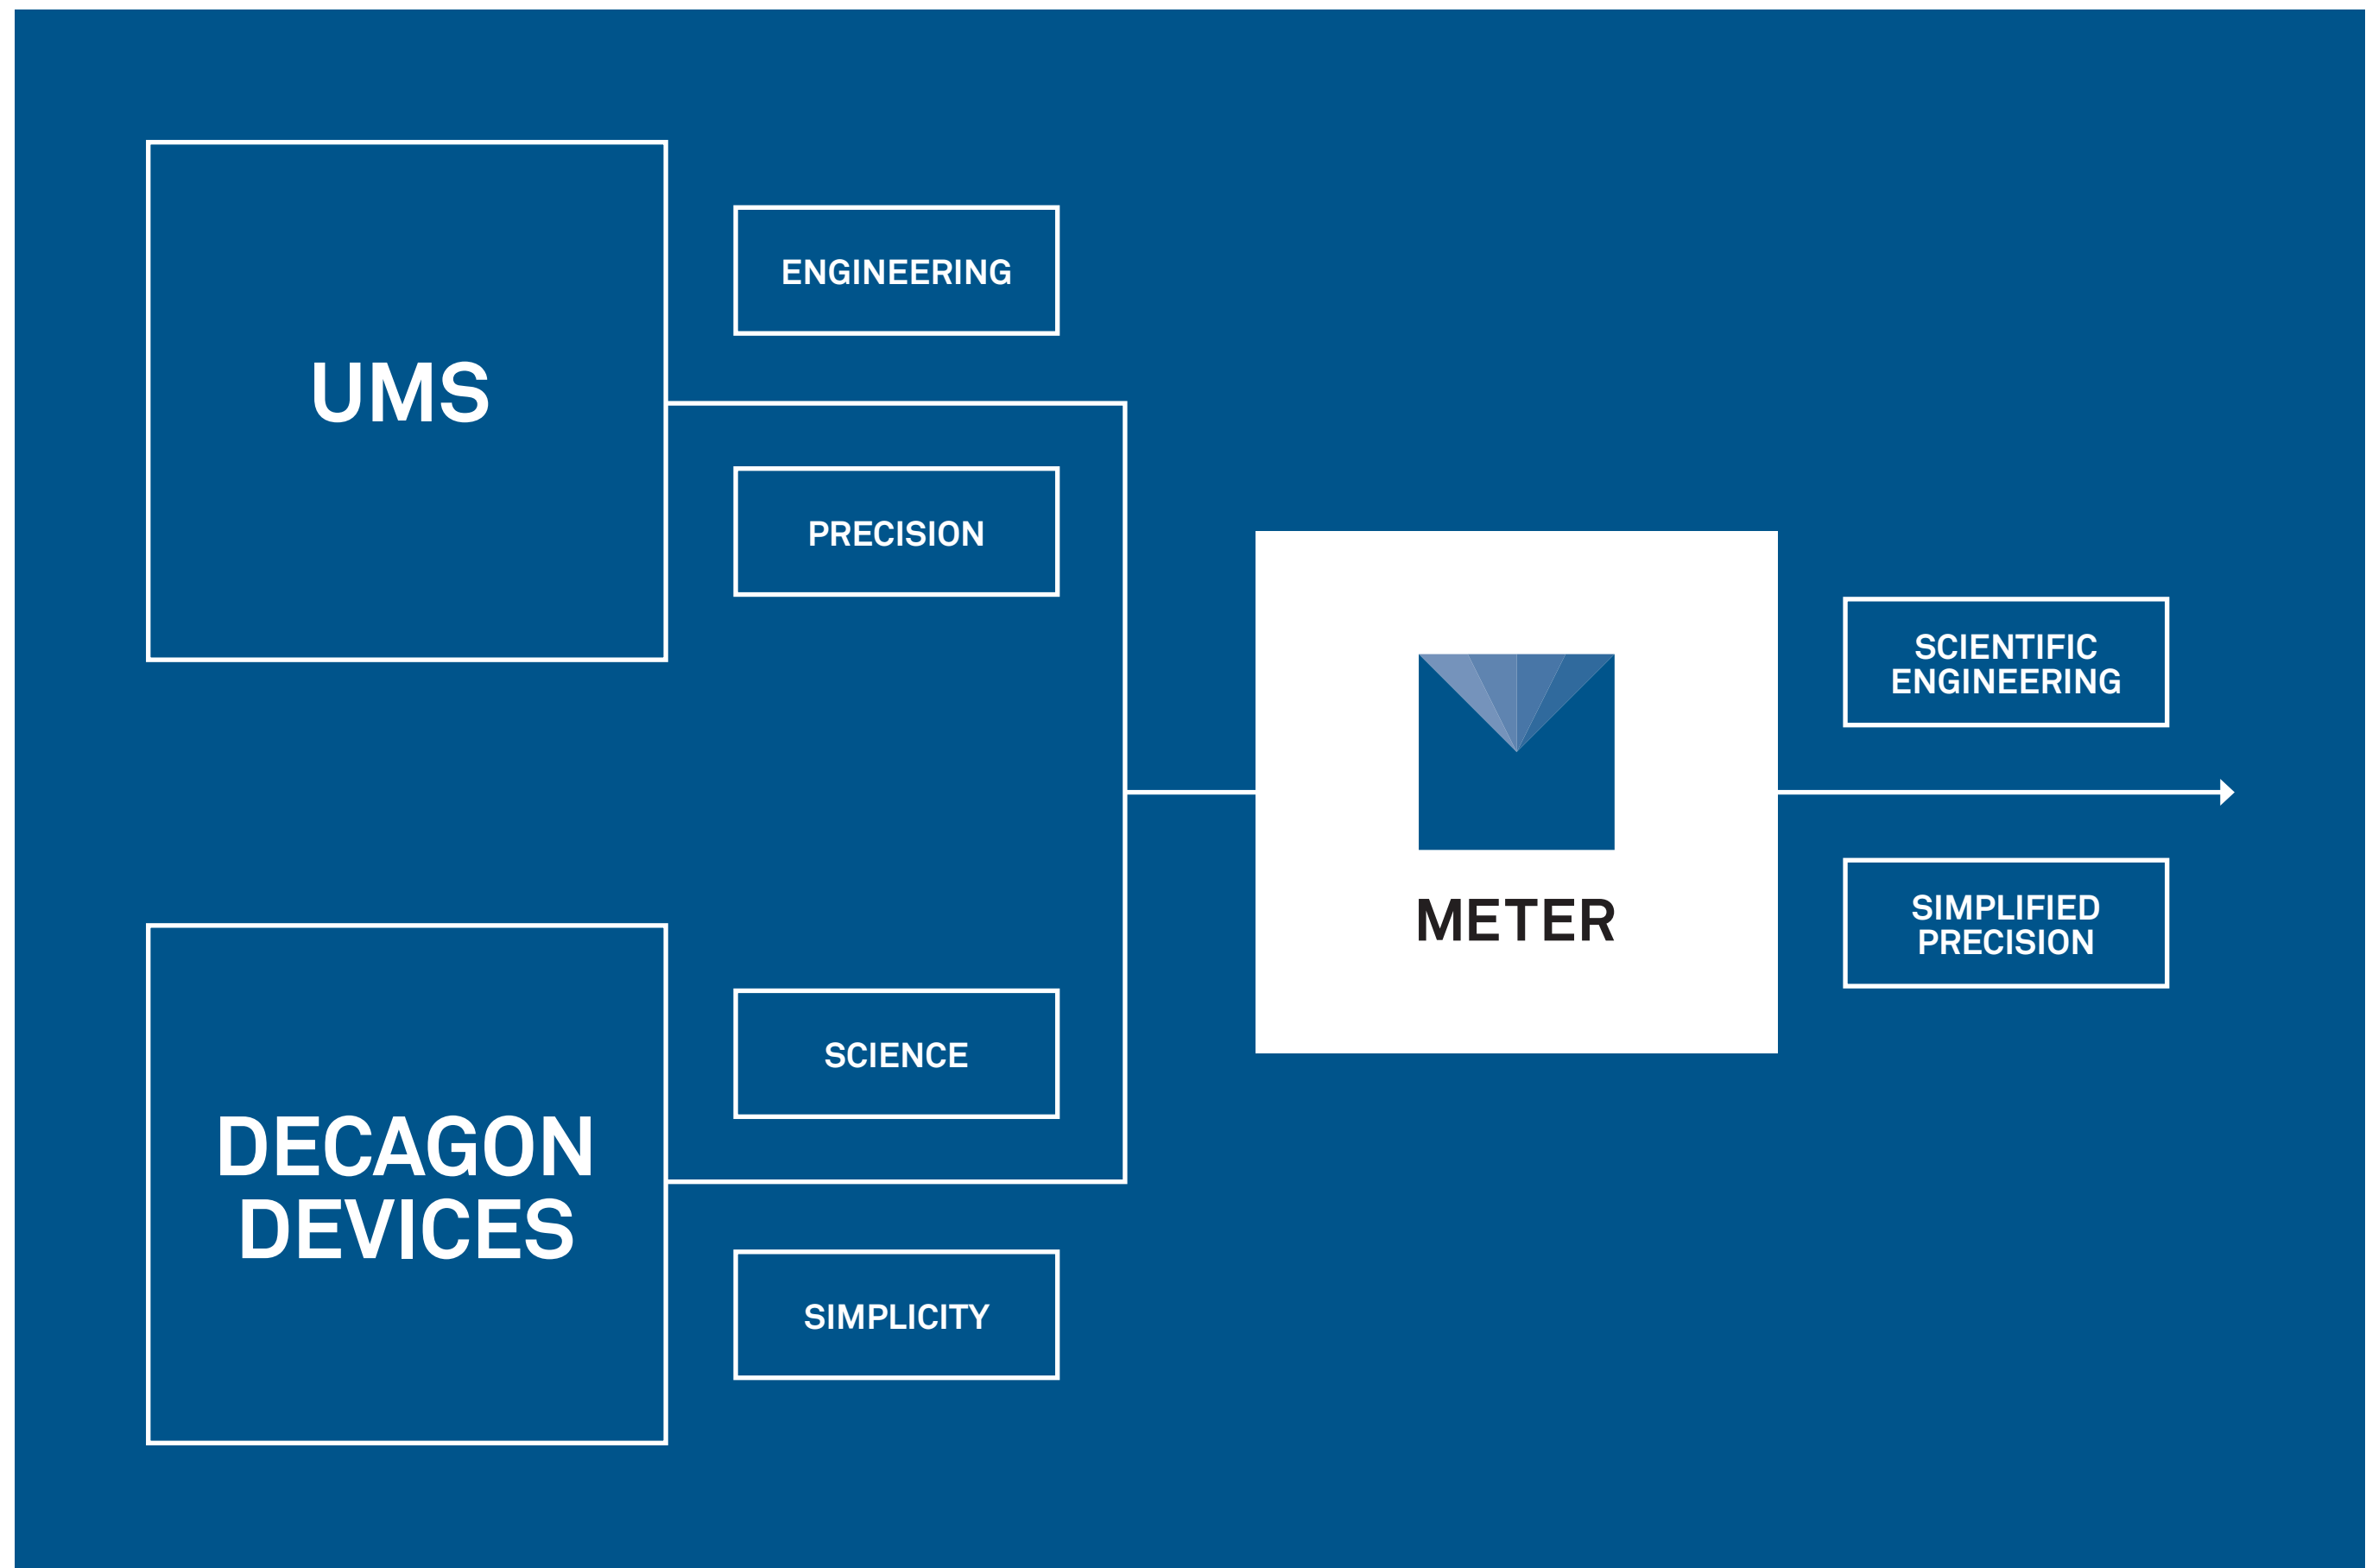 UMS
ENGINEERING
PRECISION
DECAGON
DEVICES
SCIENCE
SIMPLICITY
METER
SCIENTIFIC
ENGINEERING
SIMPLIFIED
PRECISION